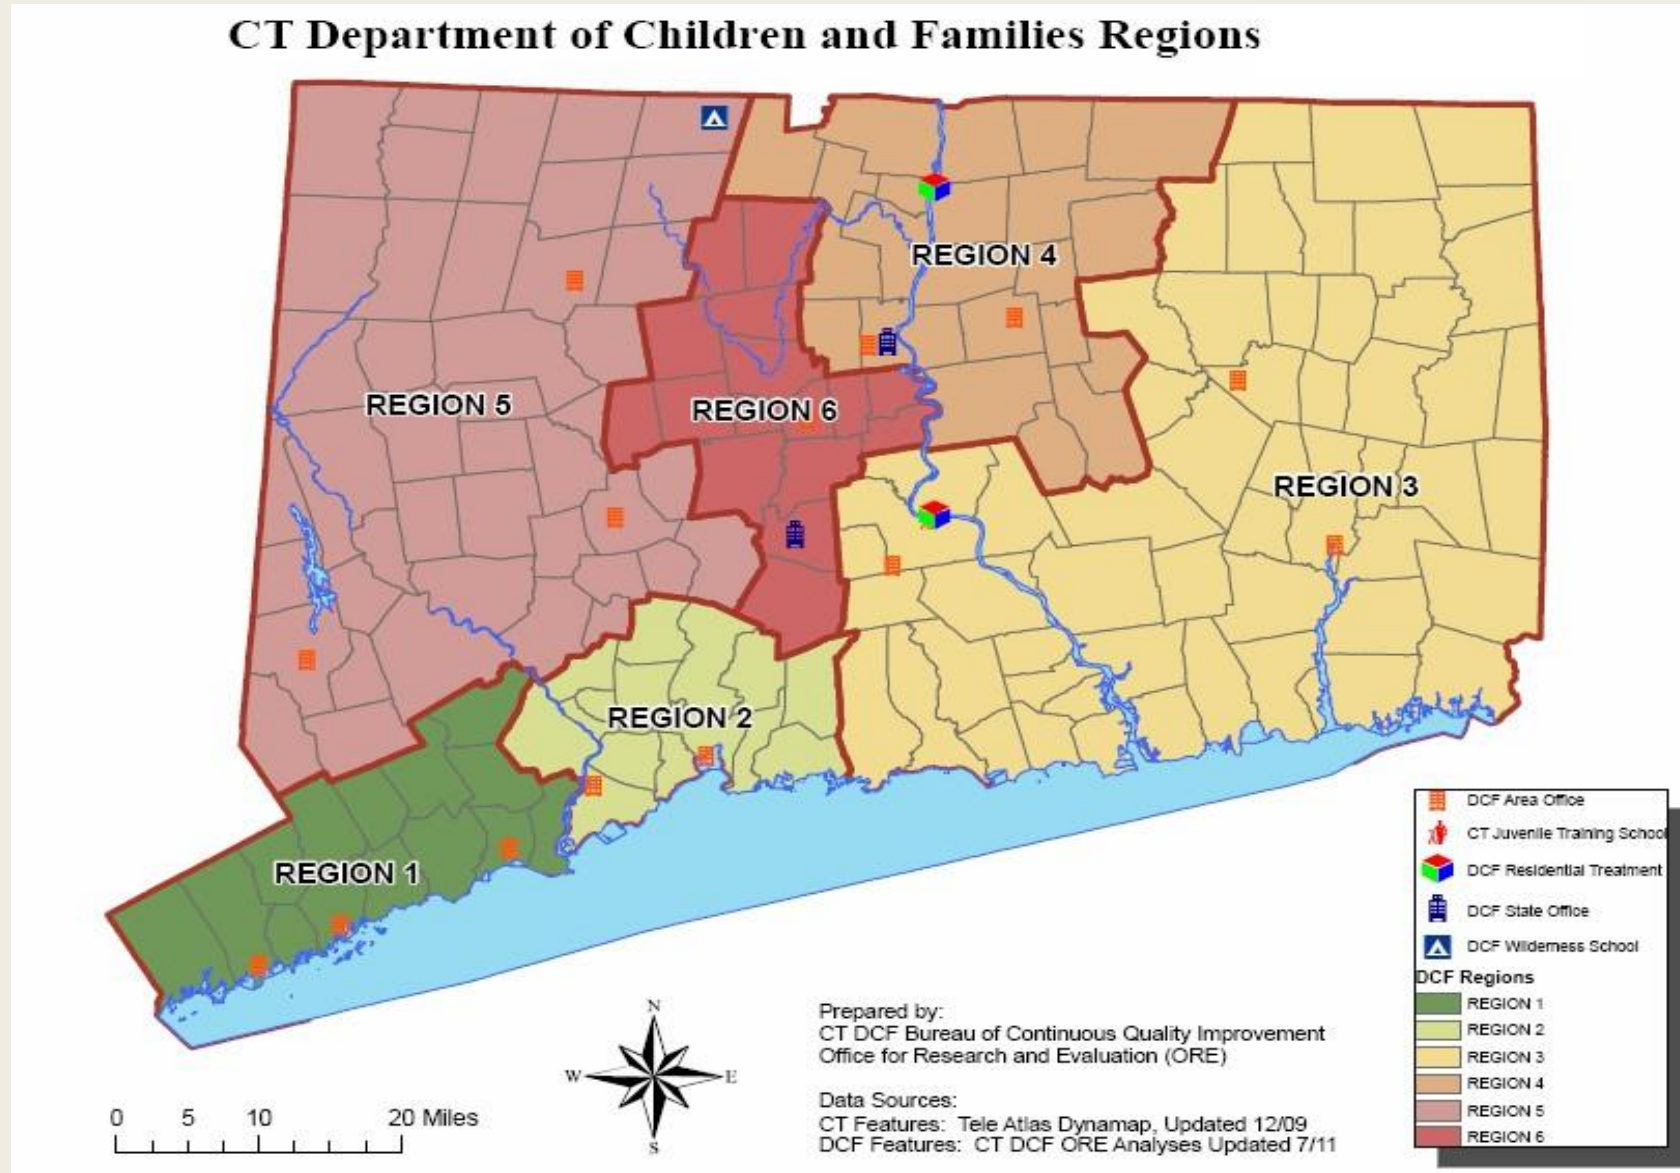 CT Department of Children and Families Regions
REGION 4
REGION 5
REGION 6
REGION 3
REGION 2
REGION 1
DCF Area Office
CT Juvenile Training School
DCF Residential Treatment
DCF State Office
DCF Wilderness School
DCF Regions
REGION 1
REGION 2
REGION 3
REGION 4
REGION 5
REGION 6
N
W E
S
0 5 10 20 Miles
Prepared by:
CT DCF Bureau of Continuous Quality Improvement
Office for Research and Evaluation (ORE)
Data Sources:
CT Features: Tele Atlas Dynamap, Updated 12/09
DCF Features: CT DCF ORE Analyses Updated 7/11